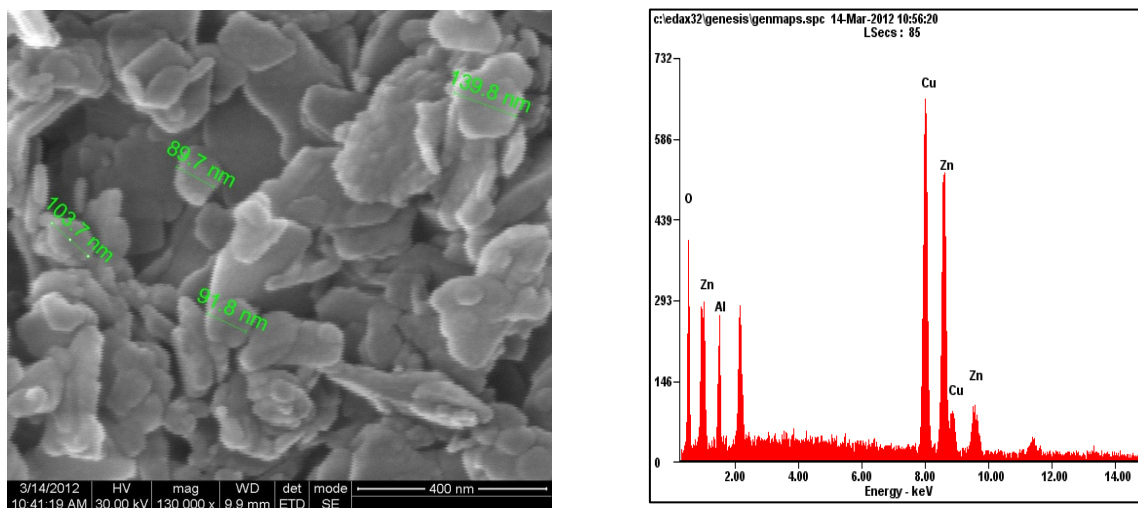 139.8 nm
89.7 nm
103.7 nm
91.8 nm
3/14/2012 HV mag WD det mode 400 nm
10:41:19 AM 30.00 kV 130 000 x 9.9 mm ETD SE
c:\edax32\genesis\genmaps.spc 14-Mar-2012 10:56:20
LSecs : 85
732
Cu
586
Zn
O
439
Zn
293
Al
146
Cu
Zn
0
2.00 4.00 6.00 8.00 10.00 12.00 14.00
Energy - keV